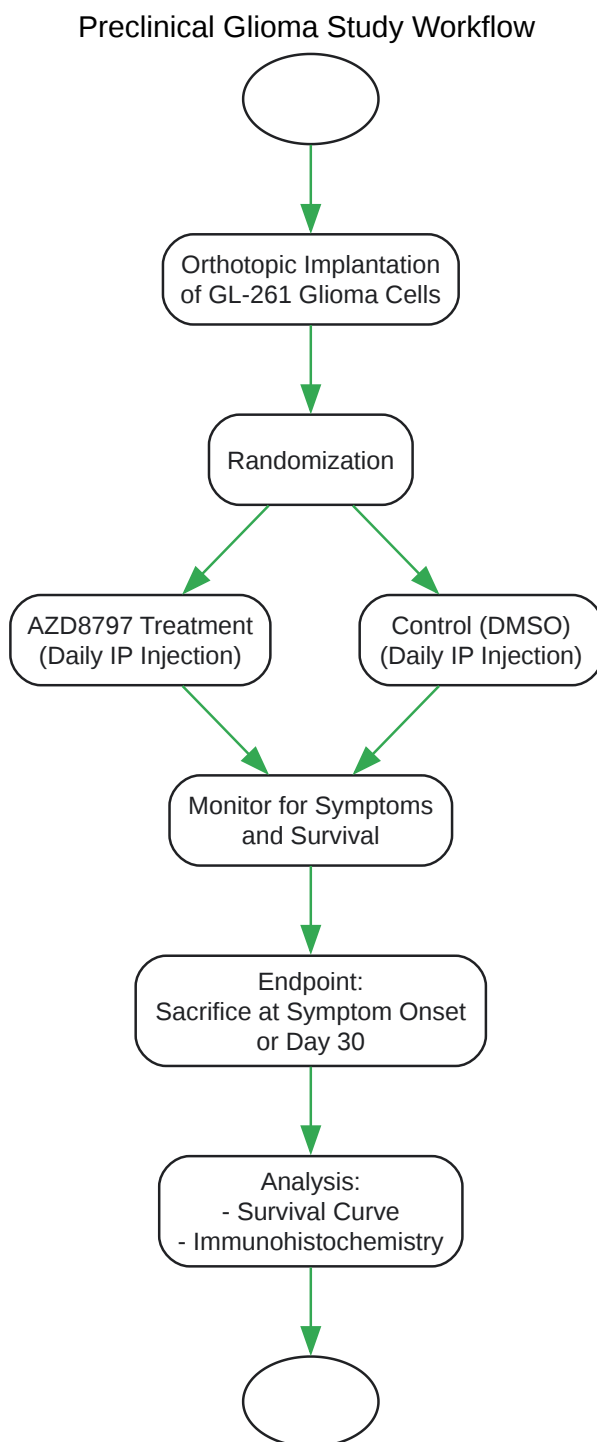 Preclinical Glioma Study Workflow
Orthotopic Implantation
of GL-261 Glioma Cells
Randomization
AZD8797 Treatment
(Daily IP Injection)
Control (DMSO)
(Daily IP Injection)
Monitor for Symptoms
and Survival
Endpoint:
Sacrifice at Symptom Onset
or Day 30
Analysis:
- Survival Curve
- Immunohistochemistry